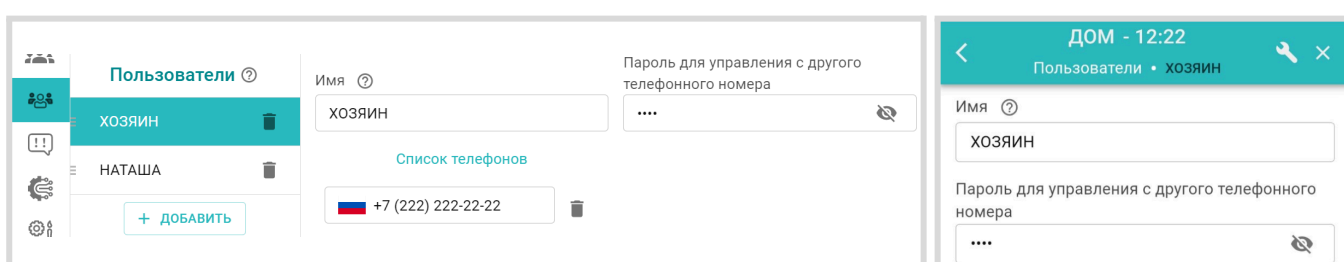 Пользователи
ХОЗЯИН
НАТАША
+ ДОБАВИТЬ
Имя
ХОЗЯИН
Пароль для управления с другого
телефонного номера
••••
Список телефонов
+7 (222) 222-22-22
ДОМ - 12:22
Пользователи • ХОЗЯИН
Имя
ХОЗЯИН
Пароль для управления с другого телефонного
номера
••••